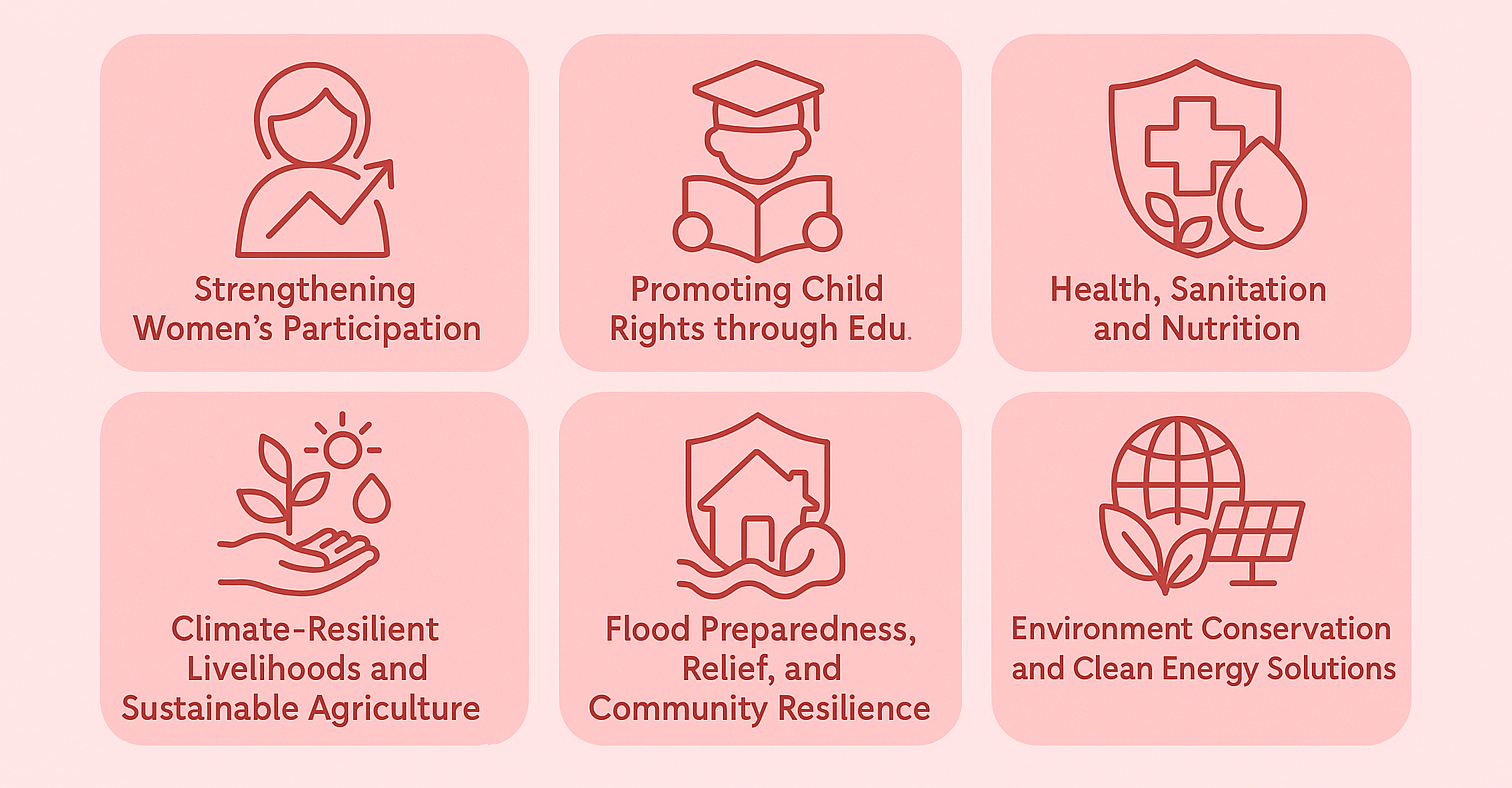 Strengthening
Women's Participation
Promoting Child
Rights through Edu.
Health, Sanitation
and Nutrition
Climate-Resilient
Livelihoods and
Sustainable Agriculture
Flood Preparedness,
Relief, and
Community Resilience
Environment Conservation
and Clean Energy Solutions